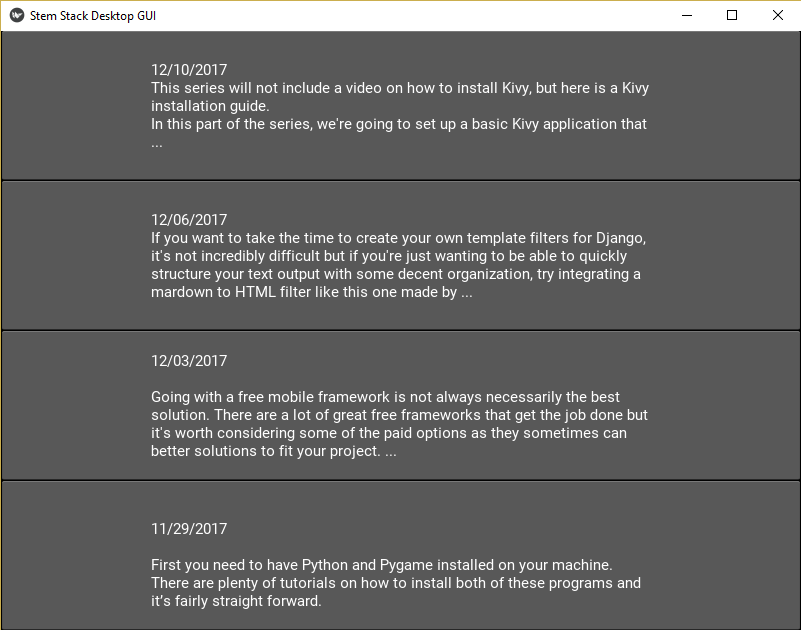 Stem Stack Desktop GUI
12/10/2017
This series will not include a video on how to install Kivy, but here is a Kivy
installation guide.
In this part of the series, we're going to set up a basic Kivy application that
...
12/06/2017
If you want to take the time to create your own template filters for Django,
it's not incredibly difficult but if you're just wanting to be able to quickly
structure your text output with some decent organization, try integrating a
mardown to HTML filter like this one made by ...
12/03/2017
Going with a free mobile framework is not always necessarily the best
solution. There are a lot of great free frameworks that get the job done but
it's worth considering some of the paid options as they sometimes can
better solutions to fit your project. ...
11/29/2017
First you need to have Python and Pygame installed on your machine.
There are plenty of tutorials on how to install both of these programs and
it's fairly straight forward.